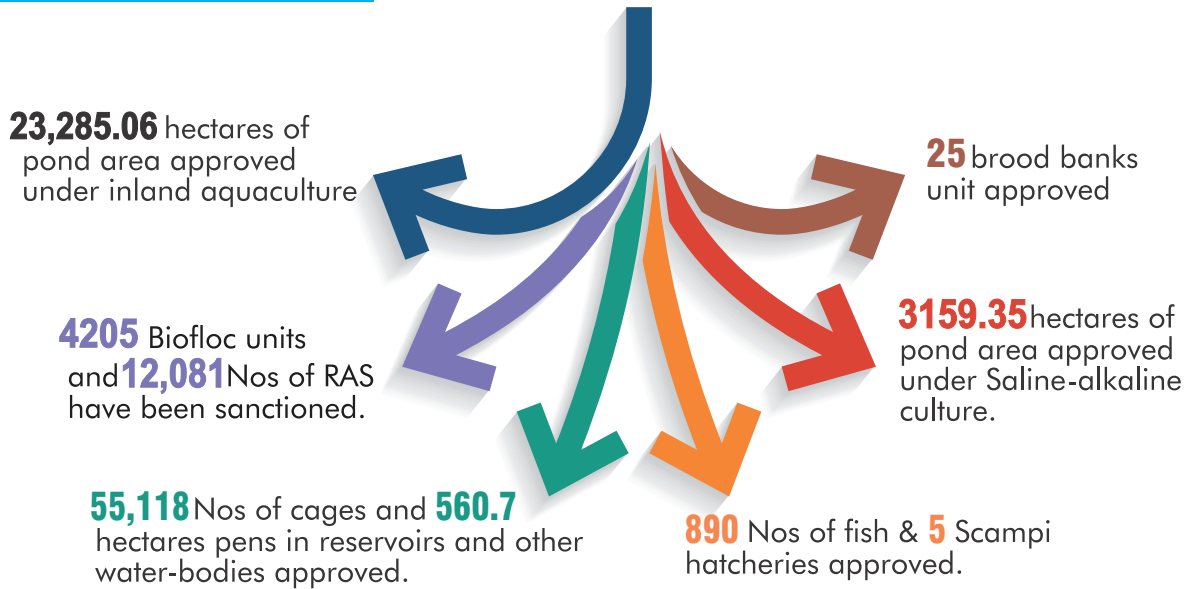 23,285.06 hectares of
pond area approved
under inland aquaculture
4205 Biofloc units
and 12,081 Nos of RAS
have been sanctioned.
55,118 Nos of cages and 560.7
hectares pens in reservoirs and other
water-bodies approved.
890 Nos of fish & 5 Scampi
hatcheries approved.
3159.35 hectares of
pond area approved
under Saline-alkaline
culture.
25 brood banks
unit approved